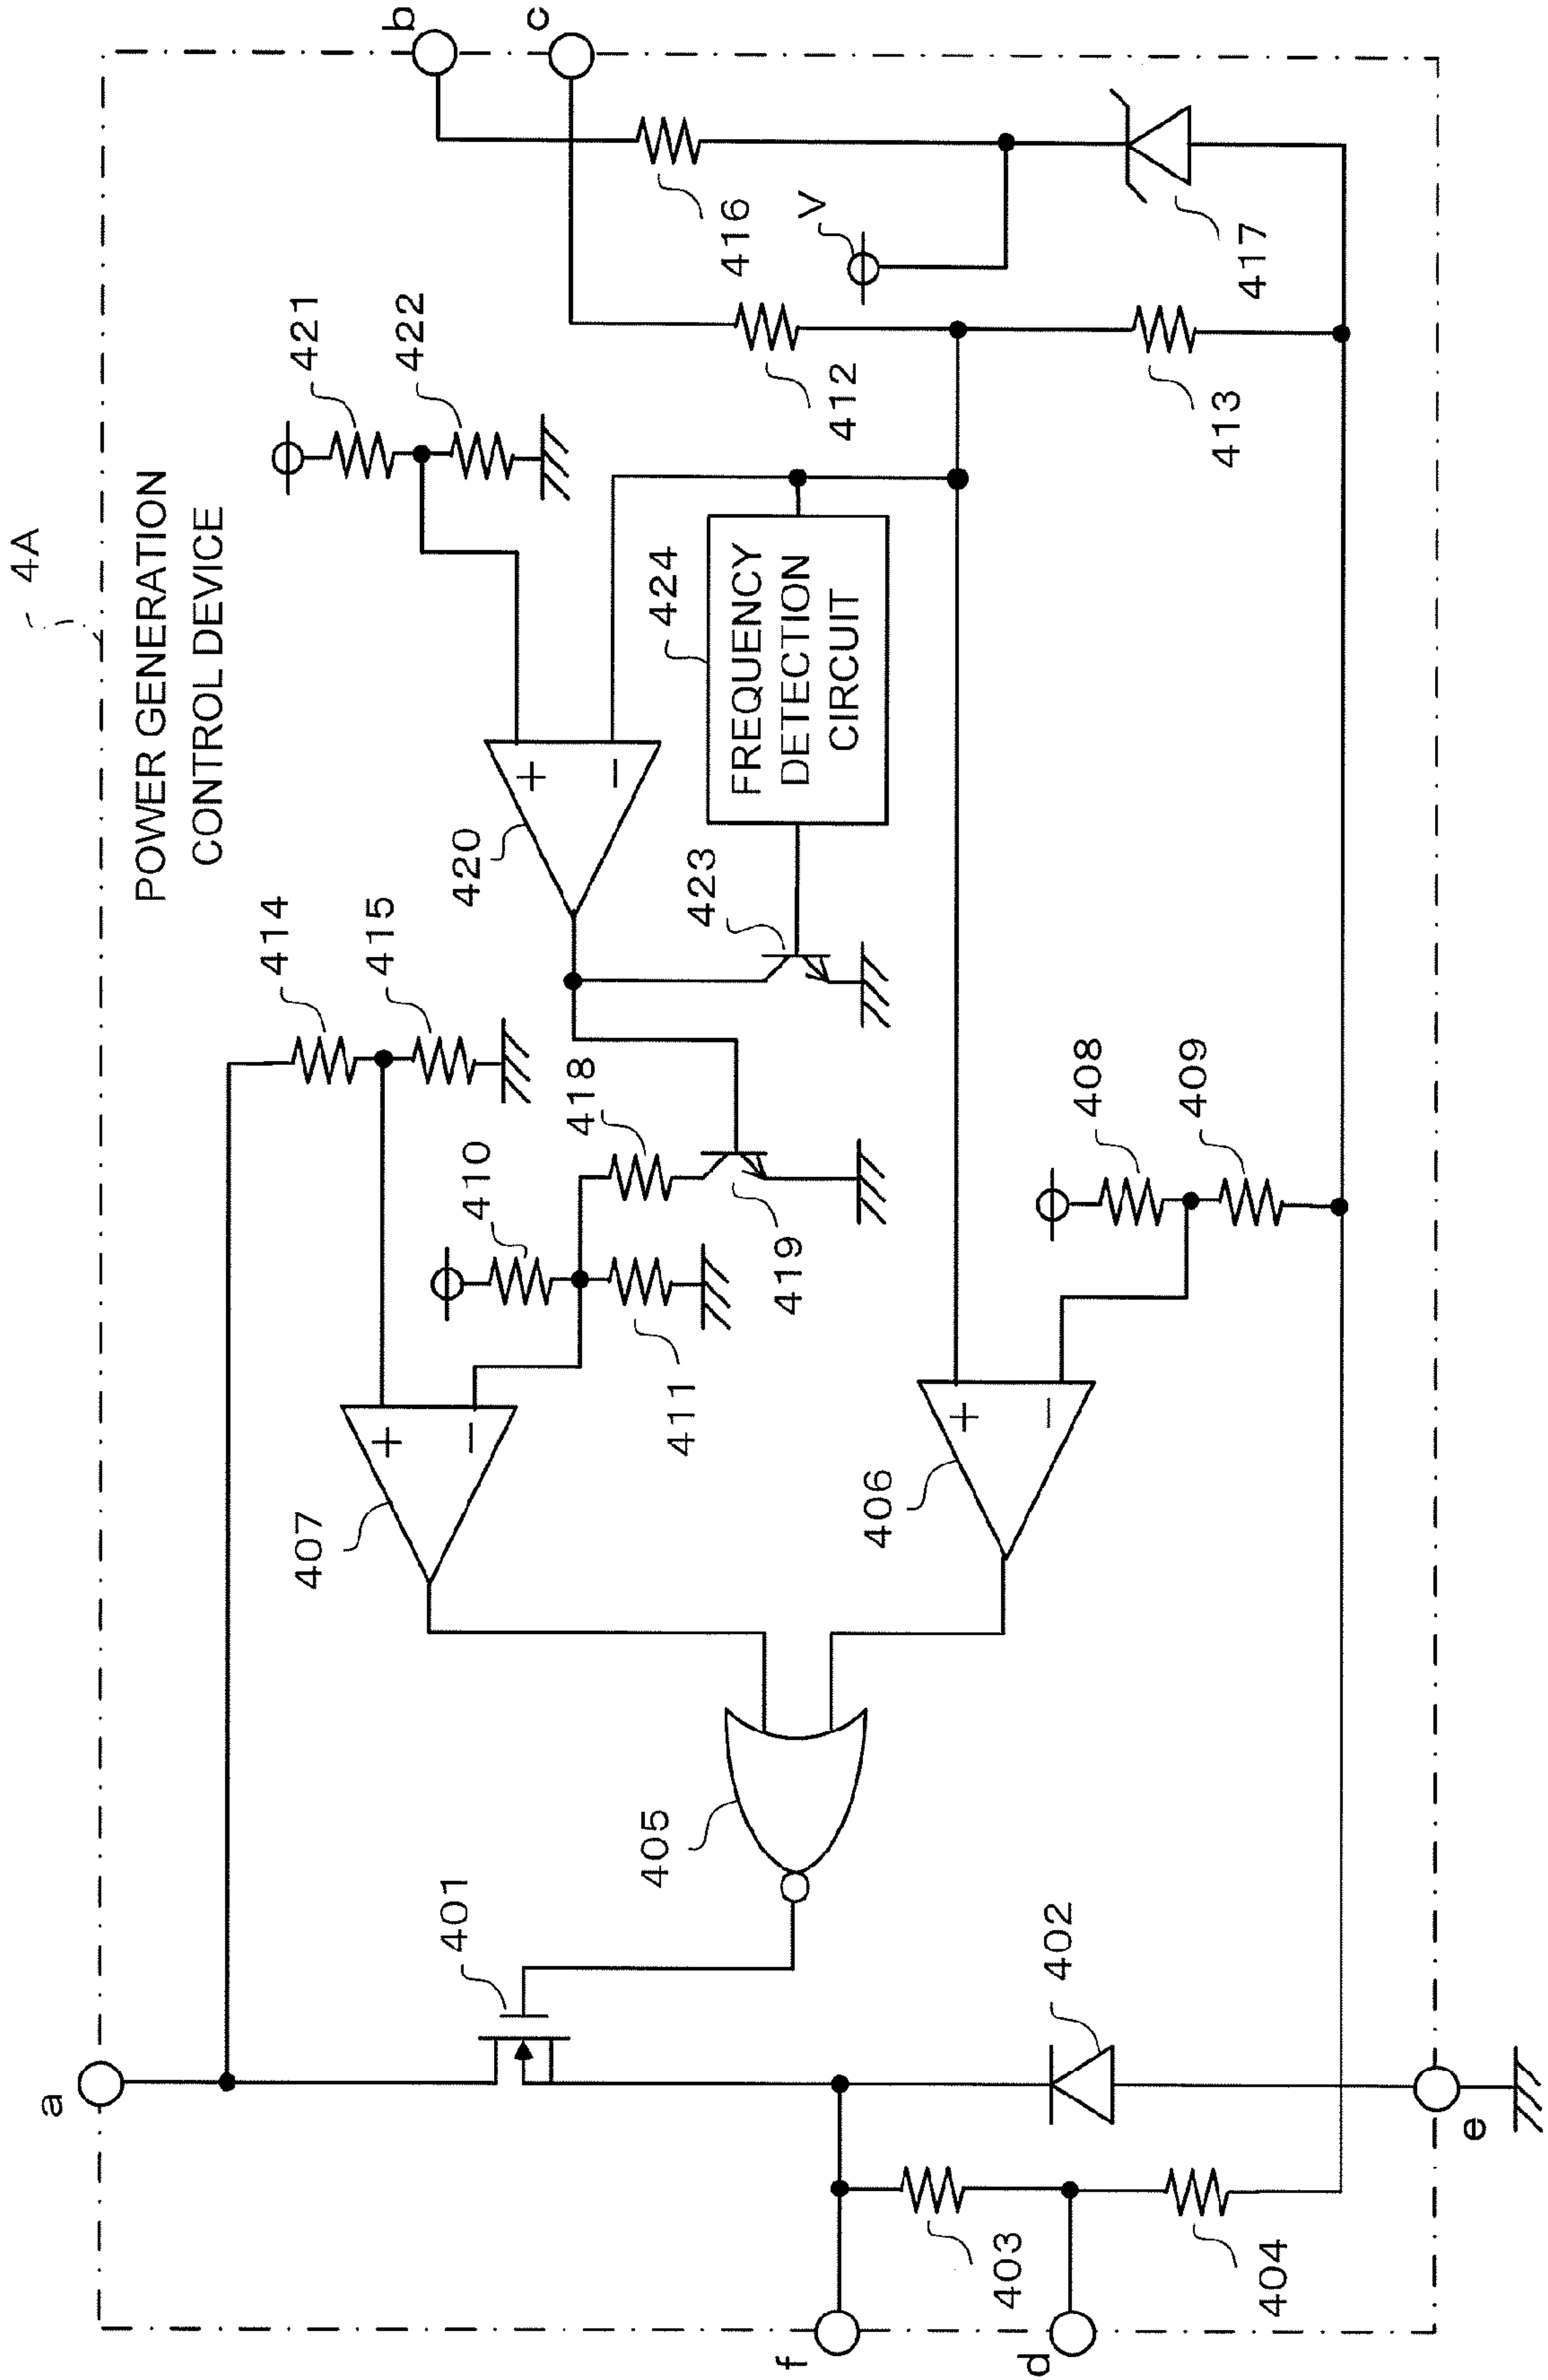 4A
POWER GENERATION
CONTROL DEVICE
a
b
c
d
e
f
V
401
402
403
404
405
406
407
408
409
410
411
412
413
414
415
416
417
418
419
420
421
422
423
424
FREQUENCY
DETECTION
CIRCUIT
+
−
+
−
+
−